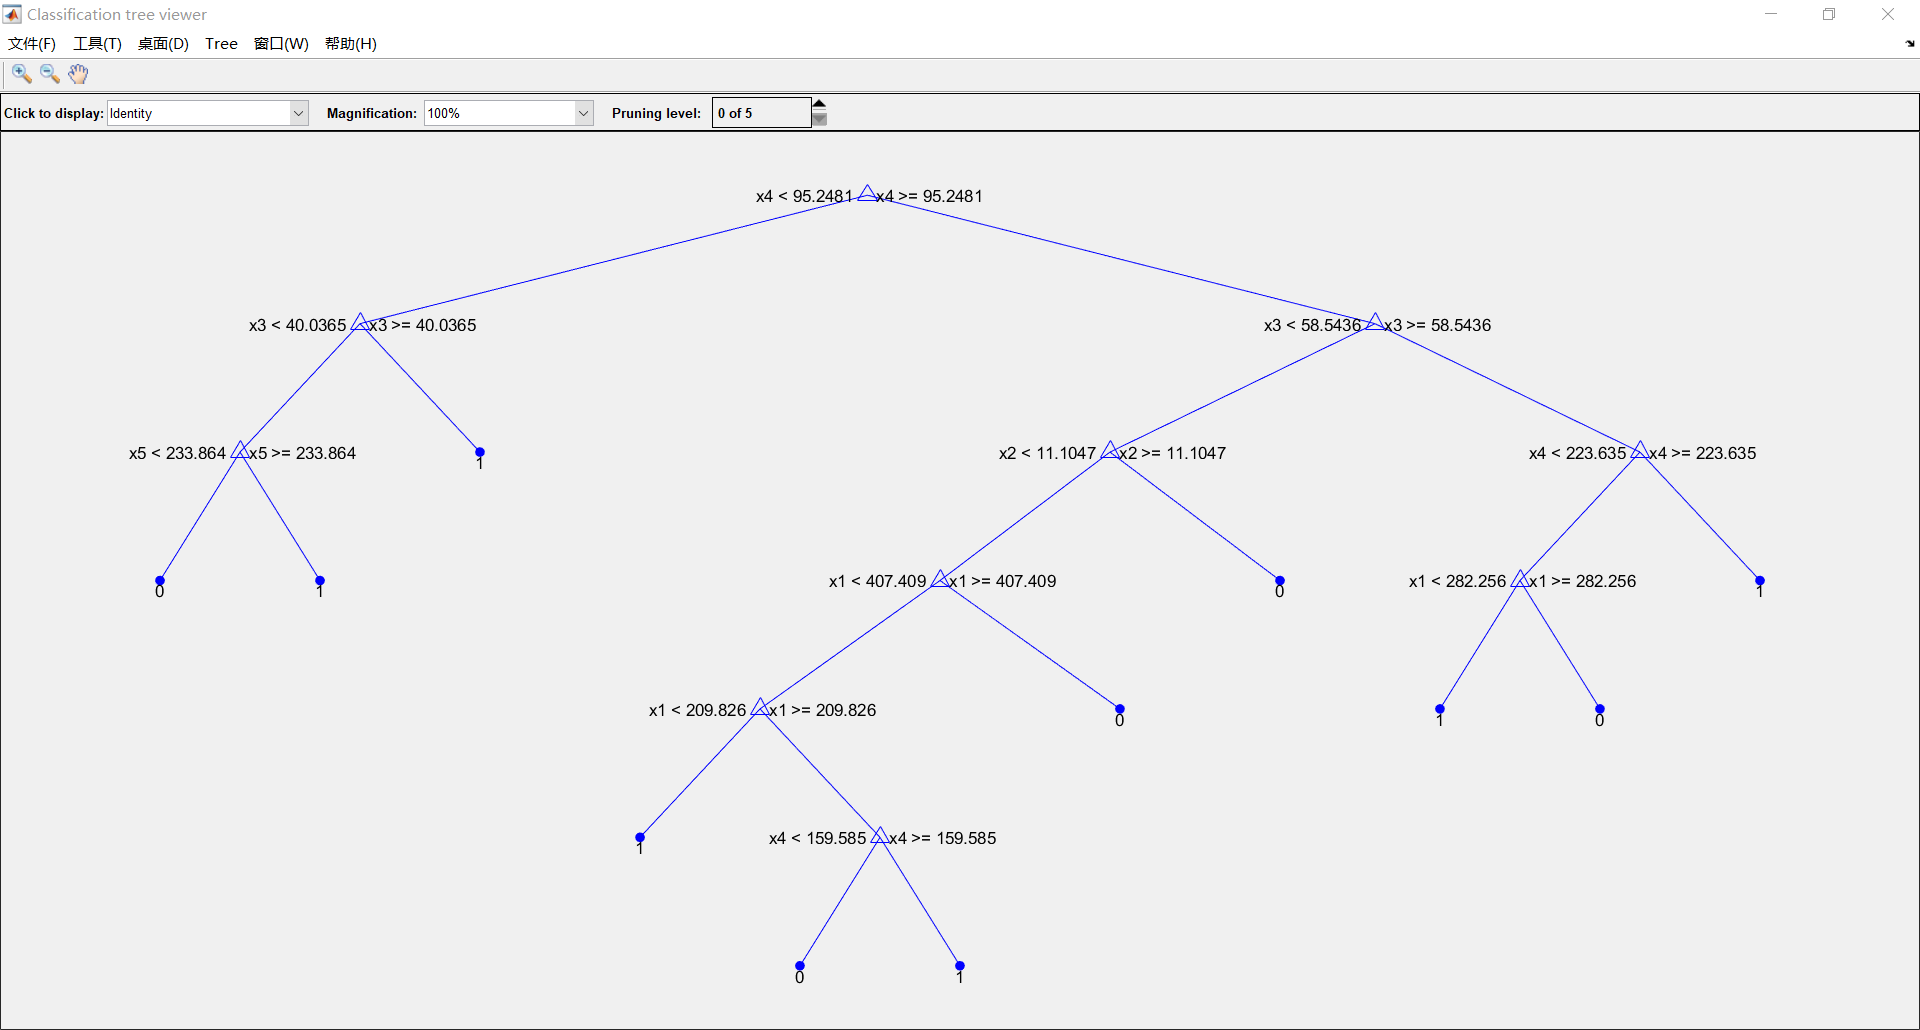 Classification tree viewer
文件(F) 工具(T) 桌面(D) Tree 窗口(W) 帮助(H)
Click to display: Identity Magnification: 100% Pruning level: 0 of 5
x4 < 95.2481 x4 >= 95.2481
x3 < 40.0365 x3 >= 40.0365 x3 < 58.5436 x3 >= 58.5436
x5 < 233.864 x5 >= 233.864 1 x2 < 11.1047 x2 >= 11.1047 x4 < 223.635 x4 >= 223.635
0 1 x1 < 407.409 x1 >= 407.409 0 x1 < 282.256 x1 >= 282.256 1
x1 < 209.826 x1 >= 209.826 0 1 0
1 x4 < 159.585 x4 >= 159.585
0 1